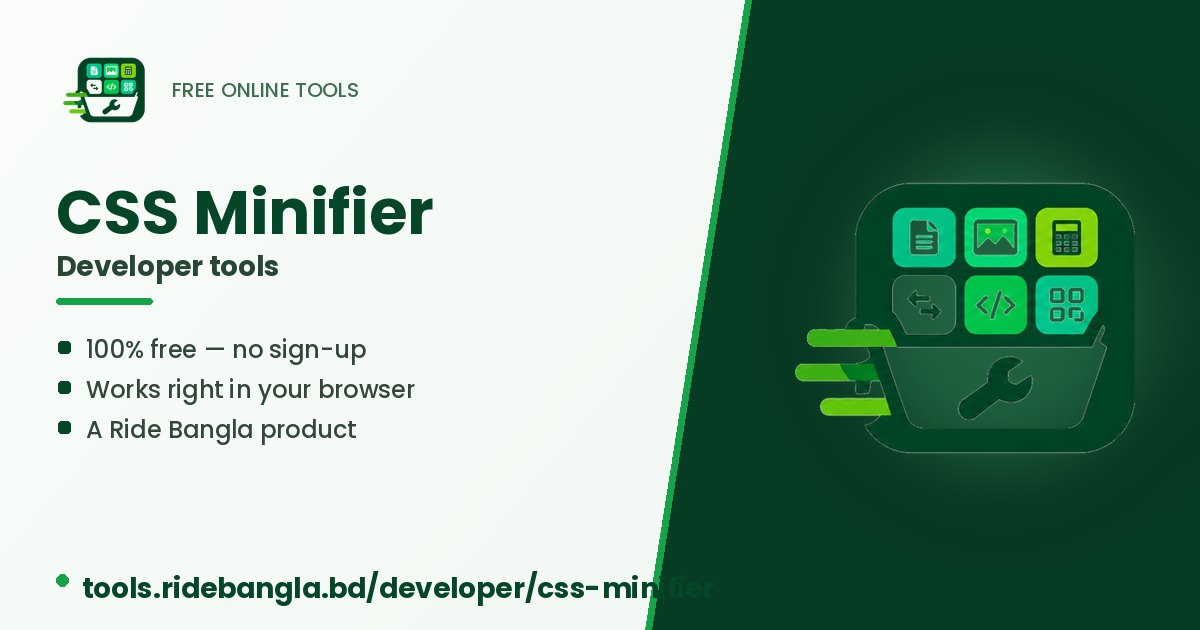 FREE ONLINE TOOLS
CSS Minifier
Developer tools
100% free — no sign-up
Works right in your browser
A Ride Bangla product
tools.ridebangla.bd/developer/css-minifier